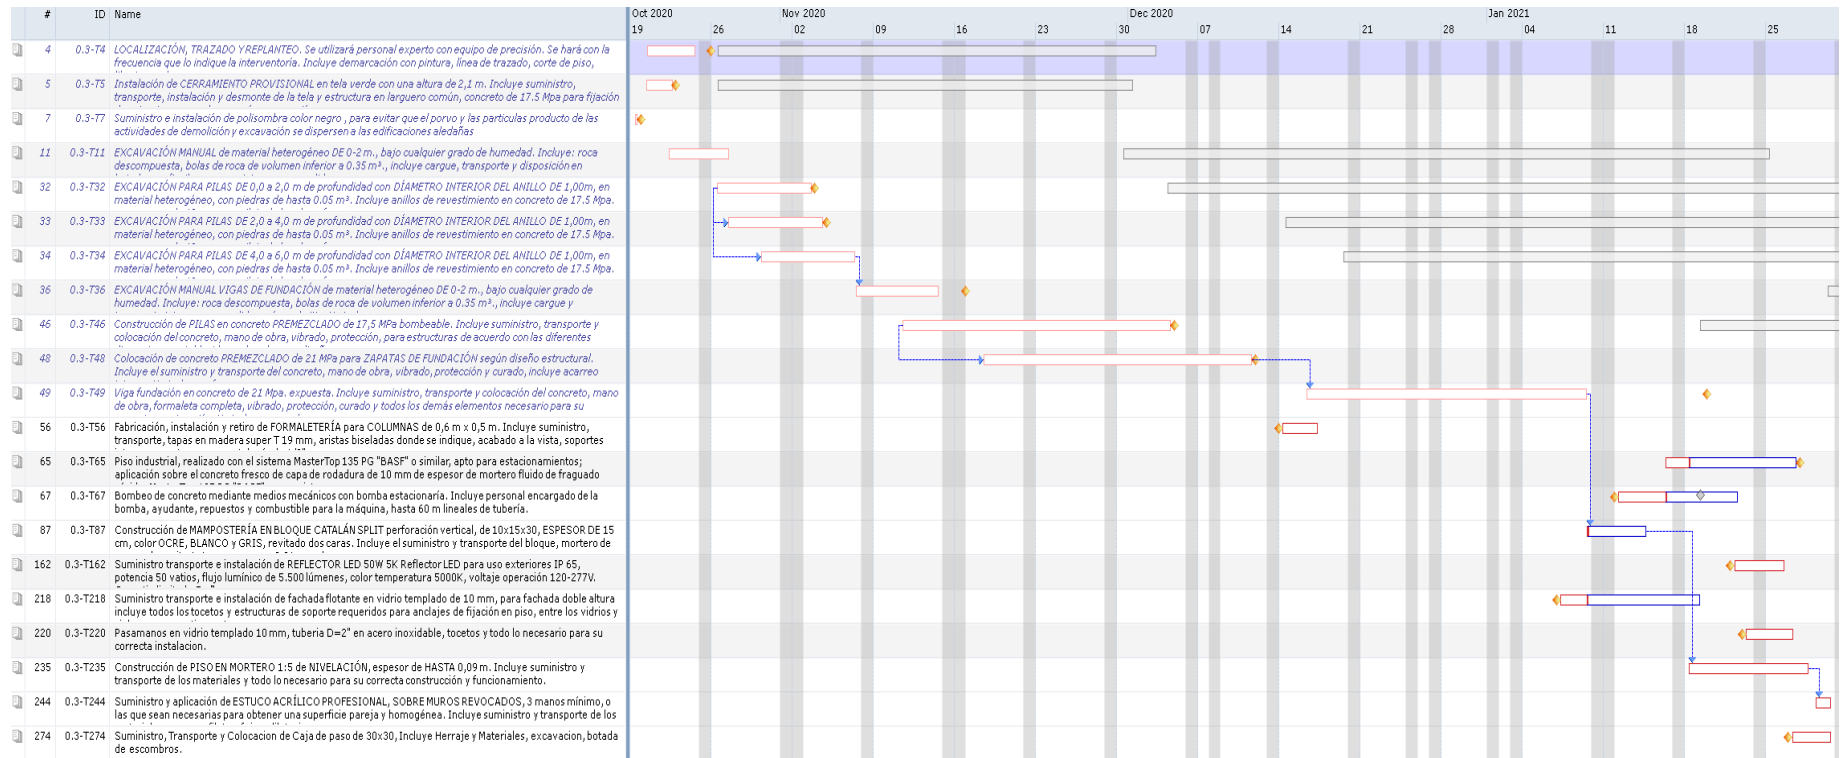 # ID Name Oct 2020 Nov 2020 Dec 2020 Jan 2021
19 26 02 09 16 23 30 07 14 21 28 04 11 18 25
4 0.3-T4 LOCALIZACIÓN, TRAZADO YREPLANTEO. Se utilizará personal experto con equipo de precisión. Se hará con la
frecuencia que lo indique la interventoría. Incluye demarcación con pintura, línea de trazado, corte de piso,
5 0.3-T5 Instalación de CERRAMIENTO PROVISIONAL en tela verde con una altura de 2,1 m. Incluye suministro,
transporte, instalación y desmonte de la tela y estructura en larguero común, concreto de 17.5 Mpa para fijación
7 0.3-T7 Suministro e instalación de polisombra color negro , para evitar que el porvo y las particulas producto de las
actividades de demolición y excavación se dispersen a las edificaciones aledañas
11 0.3-T11 EXCAVACIÓN MANUAL de material heterogéneo DE 0-2 m., bajo cualquier grado de humedad. Incluye: roca
descompuesta, bolas de roca de volumen inferior a 0.35 m³., incluye cargue, transporte y disposición en
32 0.3-T32 EXCAVACIÓN PARA PILAS DE 0,0 a 2,0 m de profundidad con DÍAMETRO INTERIOR DEL ANILLO DE 1,00m, en
material heterogéneo, con piedras de hasta 0.05 m³. Incluye anillos de revestimiento en concreto de 17.5 Mpa.
33 0.3-T33 EXCAVACIÓN PARA PILAS DE 2,0 a 4,0 m de profundidad con DÍAMETRO INTERIOR DEL ANILLO DE 1,00m, en
material heterogéneo, con piedras de hasta 0.05 m³. Incluye anillos de revestimiento en concreto de 17.5 Mpa.
34 0.3-T34 EXCAVACIÓN PARA PILAS DE 4,0 a 6,0 m de profundidad con DÍAMETRO INTERIOR DEL ANILLO DE 1,00m, en
material heterogéneo, con piedras de hasta 0.05 m³. Incluye anillos de revestimiento en concreto de 17.5 Mpa.
36 0.3-T36 EXCAVACIÓN MANUAL VIGAS DE FUNDACIÓN de material heterogéneo DE 0-2 m., bajo cualquier grado de
humedad. Incluye: roca descompuesta, bolas de roca de volumen inferior a 0.35 m³., incluye cargue y
46 0.3-T46 Construcción de PILAS en concreto PREMEZCLADO de 17,5 MPa bombeable. Incluye suministro, transporte y
colocación del concreto, mano de obra, vibrado, protección, para estructuras de acuerdo con las diferentes
48 0.3-T48 Colocación de concreto PREMEZCLADO de 21 MPa para ZAPATAS DE FUNDACIÓN según diseño estructural.
Incluye el suministro y transporte del concreto, mano de obra, vibrado, protección y curado, incluye acarreo
49 0.3-T49 Viga fundación en concreto de 21 Mpa. expuesta. Incluye suministro, transporte y colocación del concreto, mano
de obra, formaleta completa, vibrado, protección, curado y todos los demás elementos necesario para su
56 0.3-T56 Fabricación, instalación y retiro de FORMALETERÍA para COLUMNAS de 0,6 m x 0,5 m. Incluye suministro,
transporte, tapas en madera super T 19 mm, aristas biseladas donde se indique, acabado a la vista, soportes
65 0.3-T65 Piso industrial, realizado con el sistema MasterTop 135 PG "BASF" o similar, apto para estacionamientos;
aplicación sobre el concreto fresco de capa de rodadura de 10 mm de espesor de mortero fluido de fraguado
67 0.3-T67 Bombeo de concreto mediante medios mecánicos con bomba estacionaría. Incluye personal encargado de la
bomba, ayudante, repuestos y combustible para la máquina, hasta 60 m lineales de tubería.
87 0.3-T87 Construcción de MAMPOSTERÍA EN BLOQUE CATALÁN SPLIT perforación vertical, de 10x15x30, ESPESOR DE 15
cm, color OCRE, BLANCO y GRIS, revitado dos caras. Incluye el suministro y transporte del bloque, mortero de
162 0.3-T162 Suministro transporte e instalación de REFLECTOR LED 50W 5K Reflector LED para uso exteriores IP 65,
potencia 50 vatios, flujo lumínico de 5.500 lúmenes, color temperatura 5000K, voltaje operación 120-277V.
218 0.3-T218 Suministro transporte e instalación de fachada flotante en vidrio templado de 10 mm, para fachada doble altura
incluye todos los tocetos y estructuras de soporte requeridos para anclajes de fijación en piso, entre los vidrios y
220 0.3-T220 Pasamanos en vidrio templado 10 mm, tuberia D=2" en acero inoxidable, tocetos y todo lo necesario para su
correcta instalacion.
235 0.3-T235 Construcción de PISO EN MORTERO 1:5 de NIVELACIÓN, espesor de HASTA 0,09 m. Incluye suministro y
transporte de los materiales y todo lo necesario para su correcta construcción y funcionamiento.
244 0.3-T244 Suministro y aplicación de ESTUCO ACRÍLICO PROFESIONAL, SOBRE MUROS REVOCADOS, 3 manos mínimo, o
las que sean necesarias para obtener una superficie pareja y homogénea. Incluye suministro y transporte de los
274 0.3-T274 Suministro, Transporte y Colocacion de Caja de paso de 30x30, Incluye Herraje y Materiales, excavacion, botada
de escombros.